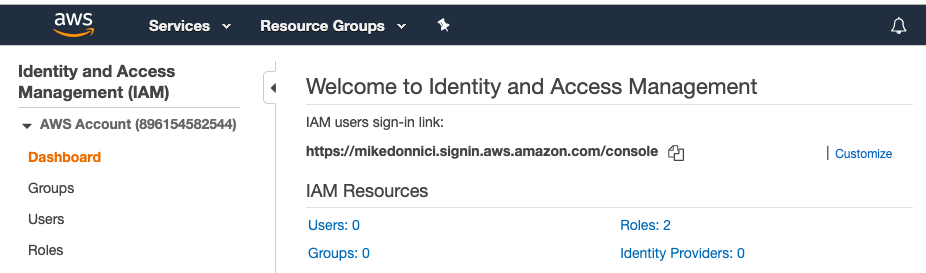 aws
Services
Resource Groups
Identity and Access
Management (IAM)
AWS Account (896154582544)
Dashboard
Groups
Users
Roles
Welcome to Identity and Access Management
IAM users sign-in link:
https://mikedonnici.signin.aws.amazon.com/console
Customize
IAM Resources
Users: 0
Roles: 2
Groups: 0
Identity Providers: 0